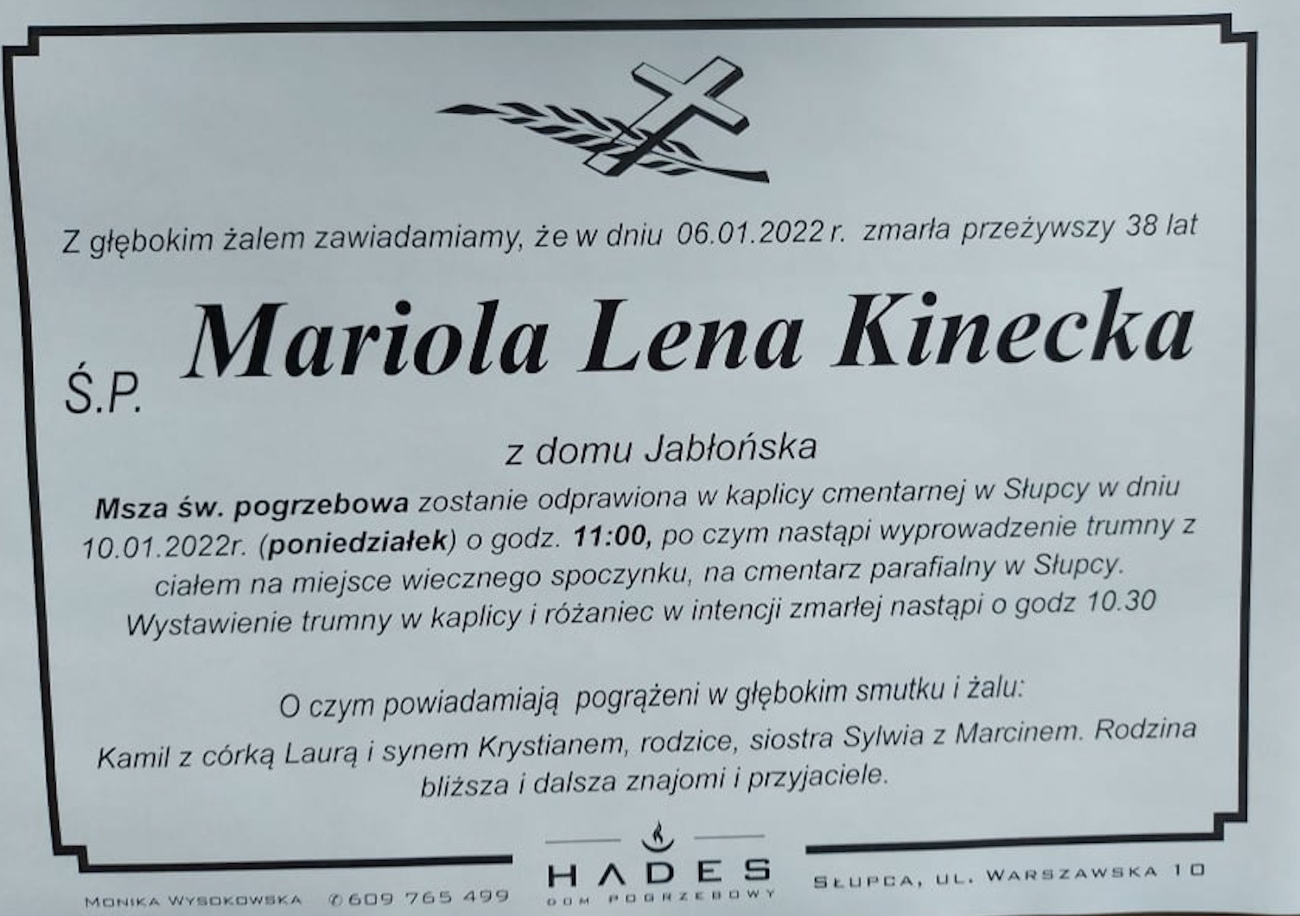 Z głębokim żalem zawiadamiamy, że w dniu 06.01.2022 r. zmarła przeżywszy 38 lat
Ś.P. Mariola Lena Kinecka
z domu Jabłońska
Msza św. pogrzebowa zostanie odprawiona w kaplicy cmentarnej w Słupcy w dniu
10.01.2022r. (poniedziałek) o godz. 11:00, po czym nastąpi wyprowadzenie trumny z
ciałem na miejsce wiecznego spoczynku, na cmentarz parafialny w Słupcy.
Wystawienie trumny w kaplicy i różaniec w intencji zmarłej nastąpi o godz 10.30
O czym powiadamiają pogrążeni w głębokim smutku i żalu:
Kamil z córką Laurą i synem Krystianem, rodzice, siostra Sylwia z Marcinem. Rodzina
bliższa i dalsza znajomi i przyjaciele.
MONIKA WYSOKOWSKA ✆609 765 499
HADES
DOM POGRZEBOWY
SŁUPCA, UL. WARSZAWSKA 10